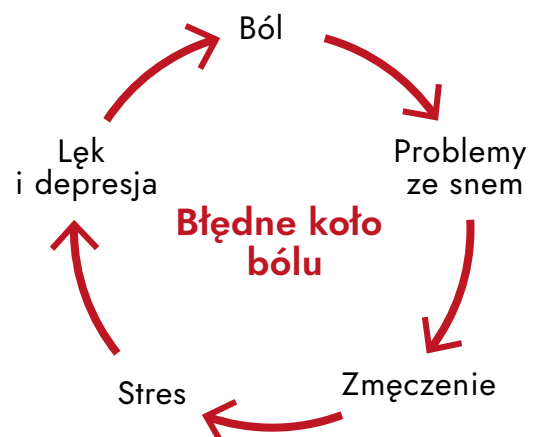 Ból
Problemy
ze snem
Zmęczenie
Stres
Lęk
i depresja
Błędne koło
bólu